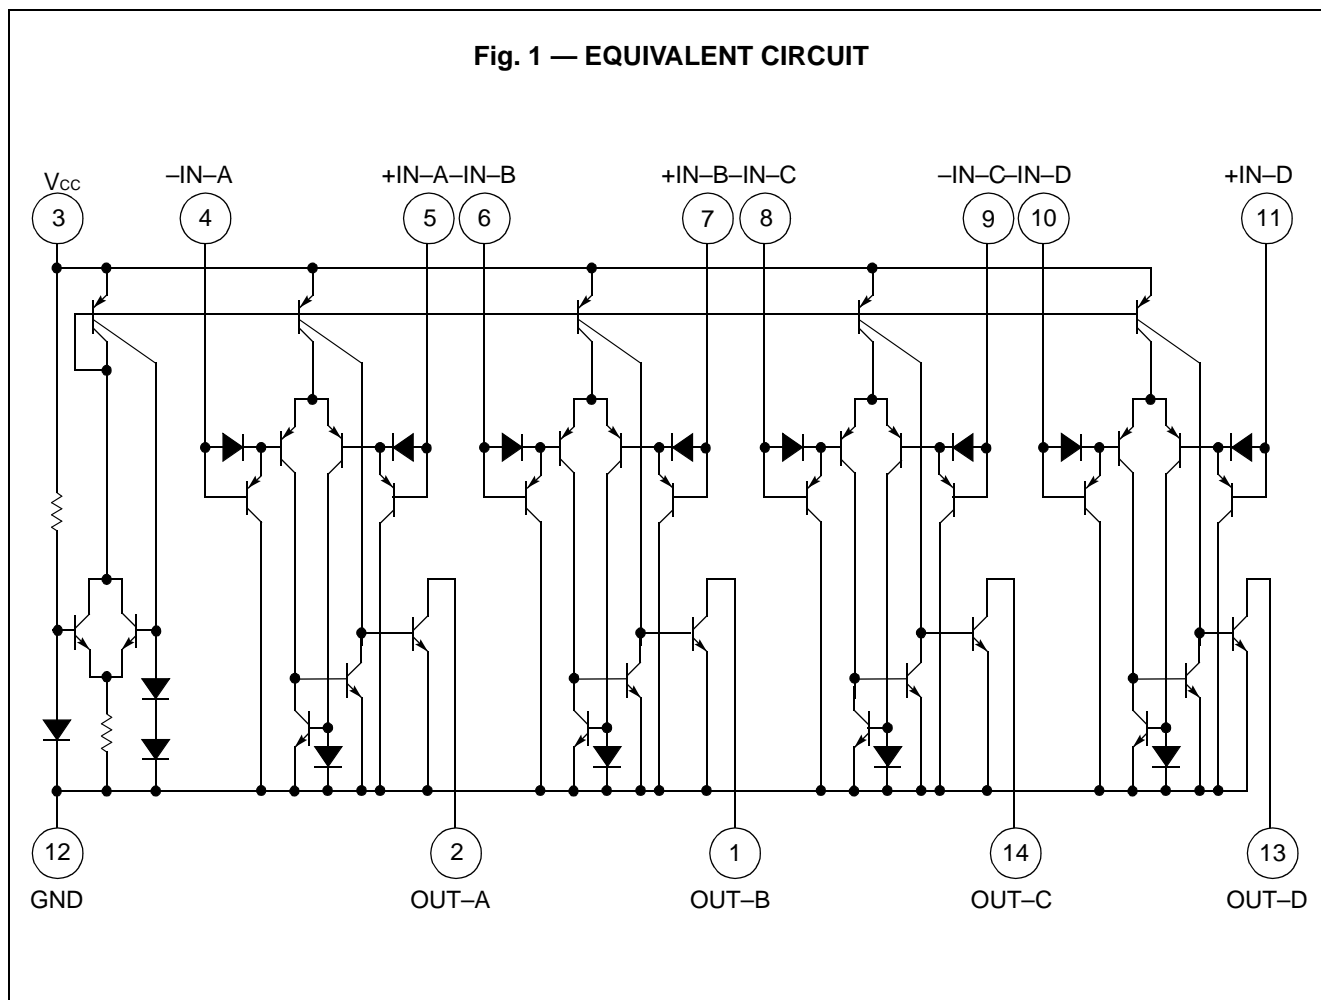 Fig. 1 — EQUIVALENT CIRCUIT
VCC –IN–A +IN–A–IN–B +IN–B–IN–C –IN–C–IN–D +IN–D
3 4 5 6 7 8 9 10 11
12 2 1 14 13
GND OUT–A OUT–B OUT–C OUT–D